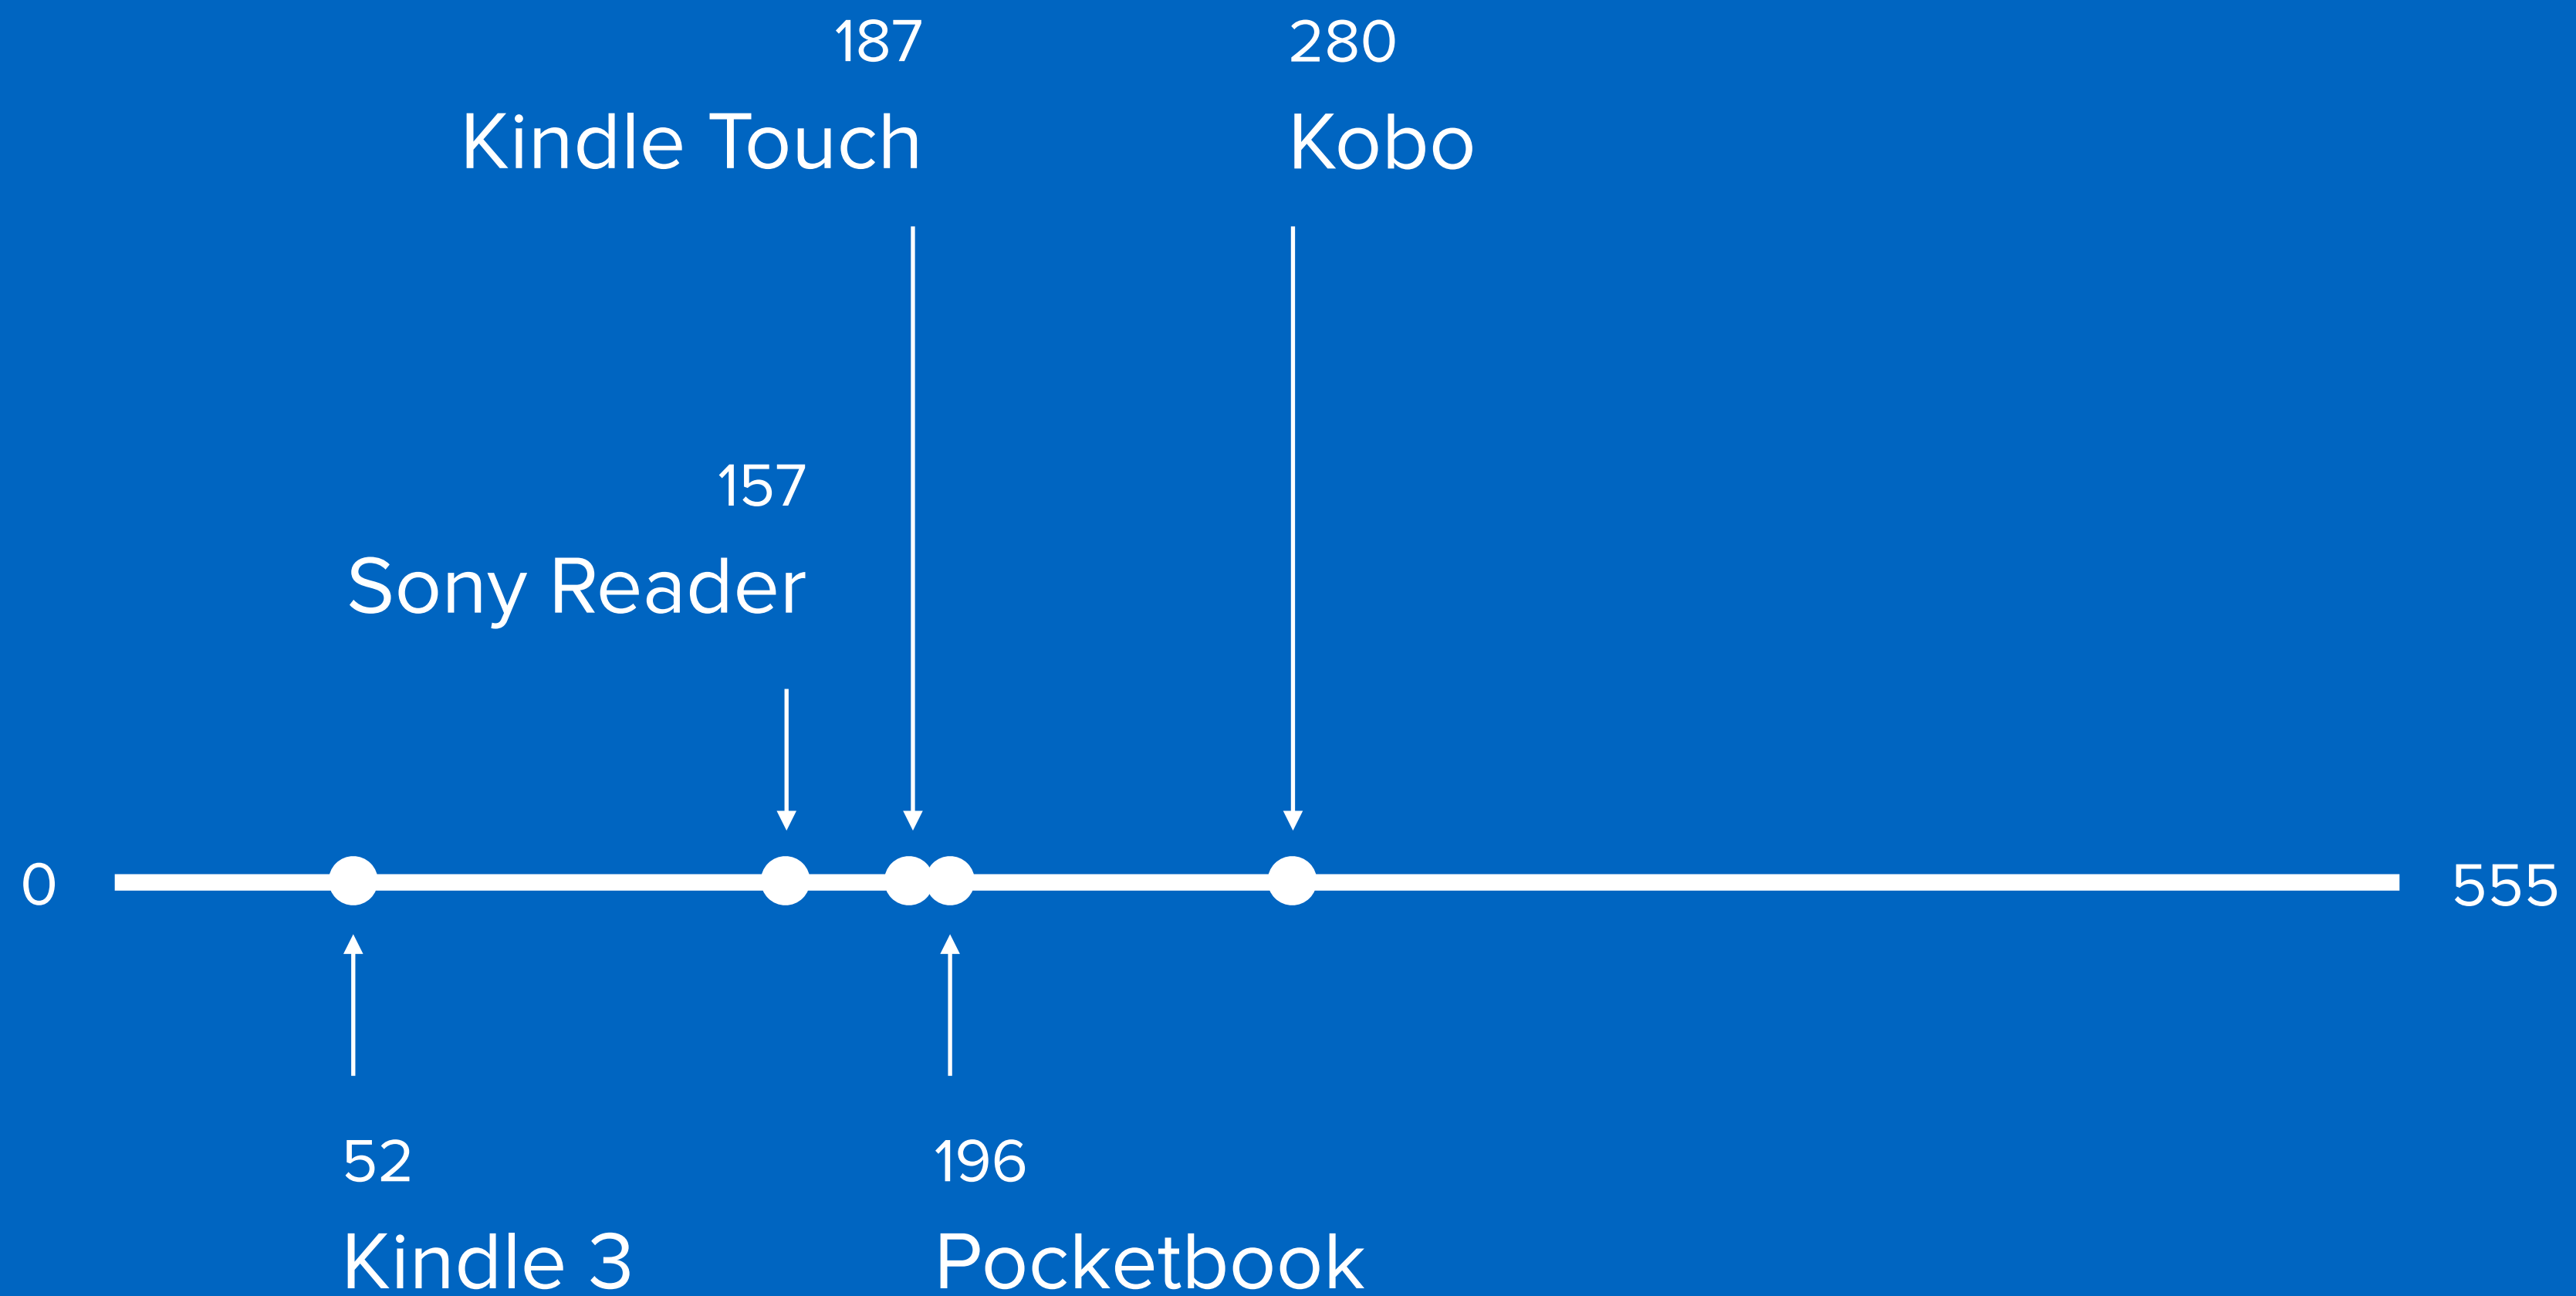 187
Kindle Touch
280
Kobo
157
Sony Reader
0
555
52
Kindle 3
196
Pocketbook